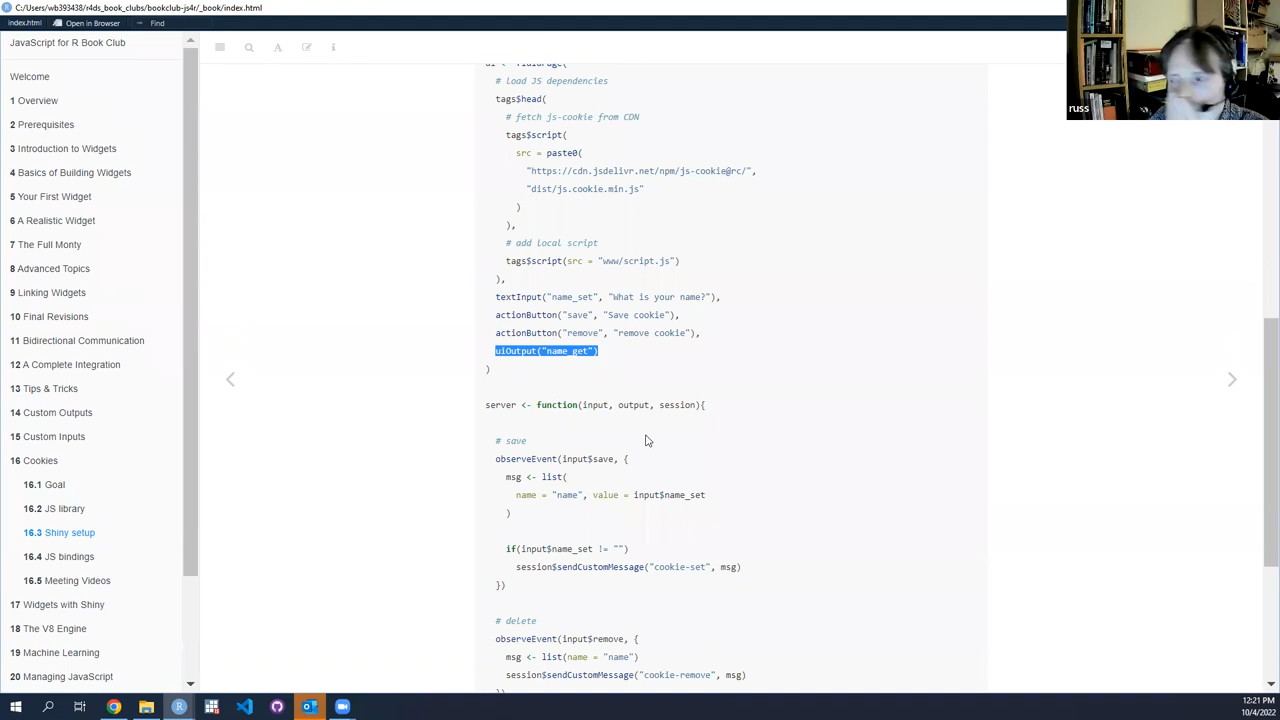 C:/Users/wb393438/r4ds_book_clubs/bookclub-js4r/_book/index.html
index.html
Open in Browser
Find
JavaScript for R Book Club
Welcome
1 Overview
2 Prerequisites
3 Introduction to Widgets
4 Basics of Building Widgets
5 Your First Widget
6 A Realistic Widget
7 The Full Monty
8 Advanced Topics
9 Linking Widgets
10 Final Revisions
11 Bidirectional Communication
12 A Complete Integration
13 Tips & Tricks
14 Custom Outputs
15 Custom Inputs
16 Cookies
16.1 Goal
16.2 JS library
16.3 Shiny setup
16.4 JS bindings
16.5 Meeting Videos
17 Widgets with Shiny
18 The V8 Engine
19 Machine Learning
20 Managing JavaScript
ui <- fluidPage(
# load JS dependencies
tags$head(
# fetch js-cookie from CDN
tags$script(
src = paste0(
"https://cdn.jsdelivr.net/npm/js-cookie@rc/",
"dist/js.cookie.min.js"
)
),
# add local script
tags$script(src = "www/script.js")
),
textInput("name_set", "What is your name?"),
actionButton("save", "Save cookie"),
actionButton("remove", "remove cookie"),
uiOutput("name_get")
)
server <- function(input, output, session){
# save
observeEvent(input$save, {
msg <- list(
name = "name", value = input$name_set
)
if(input$name_set != "")
session$sendCustomMessage("cookie-set", msg)
})
# delete
observeEvent(input$remove, {
msg <- list(name = "name")
session$sendCustomMessage("cookie-remove", msg)
})
russ
12:21 PM
10/4/2022